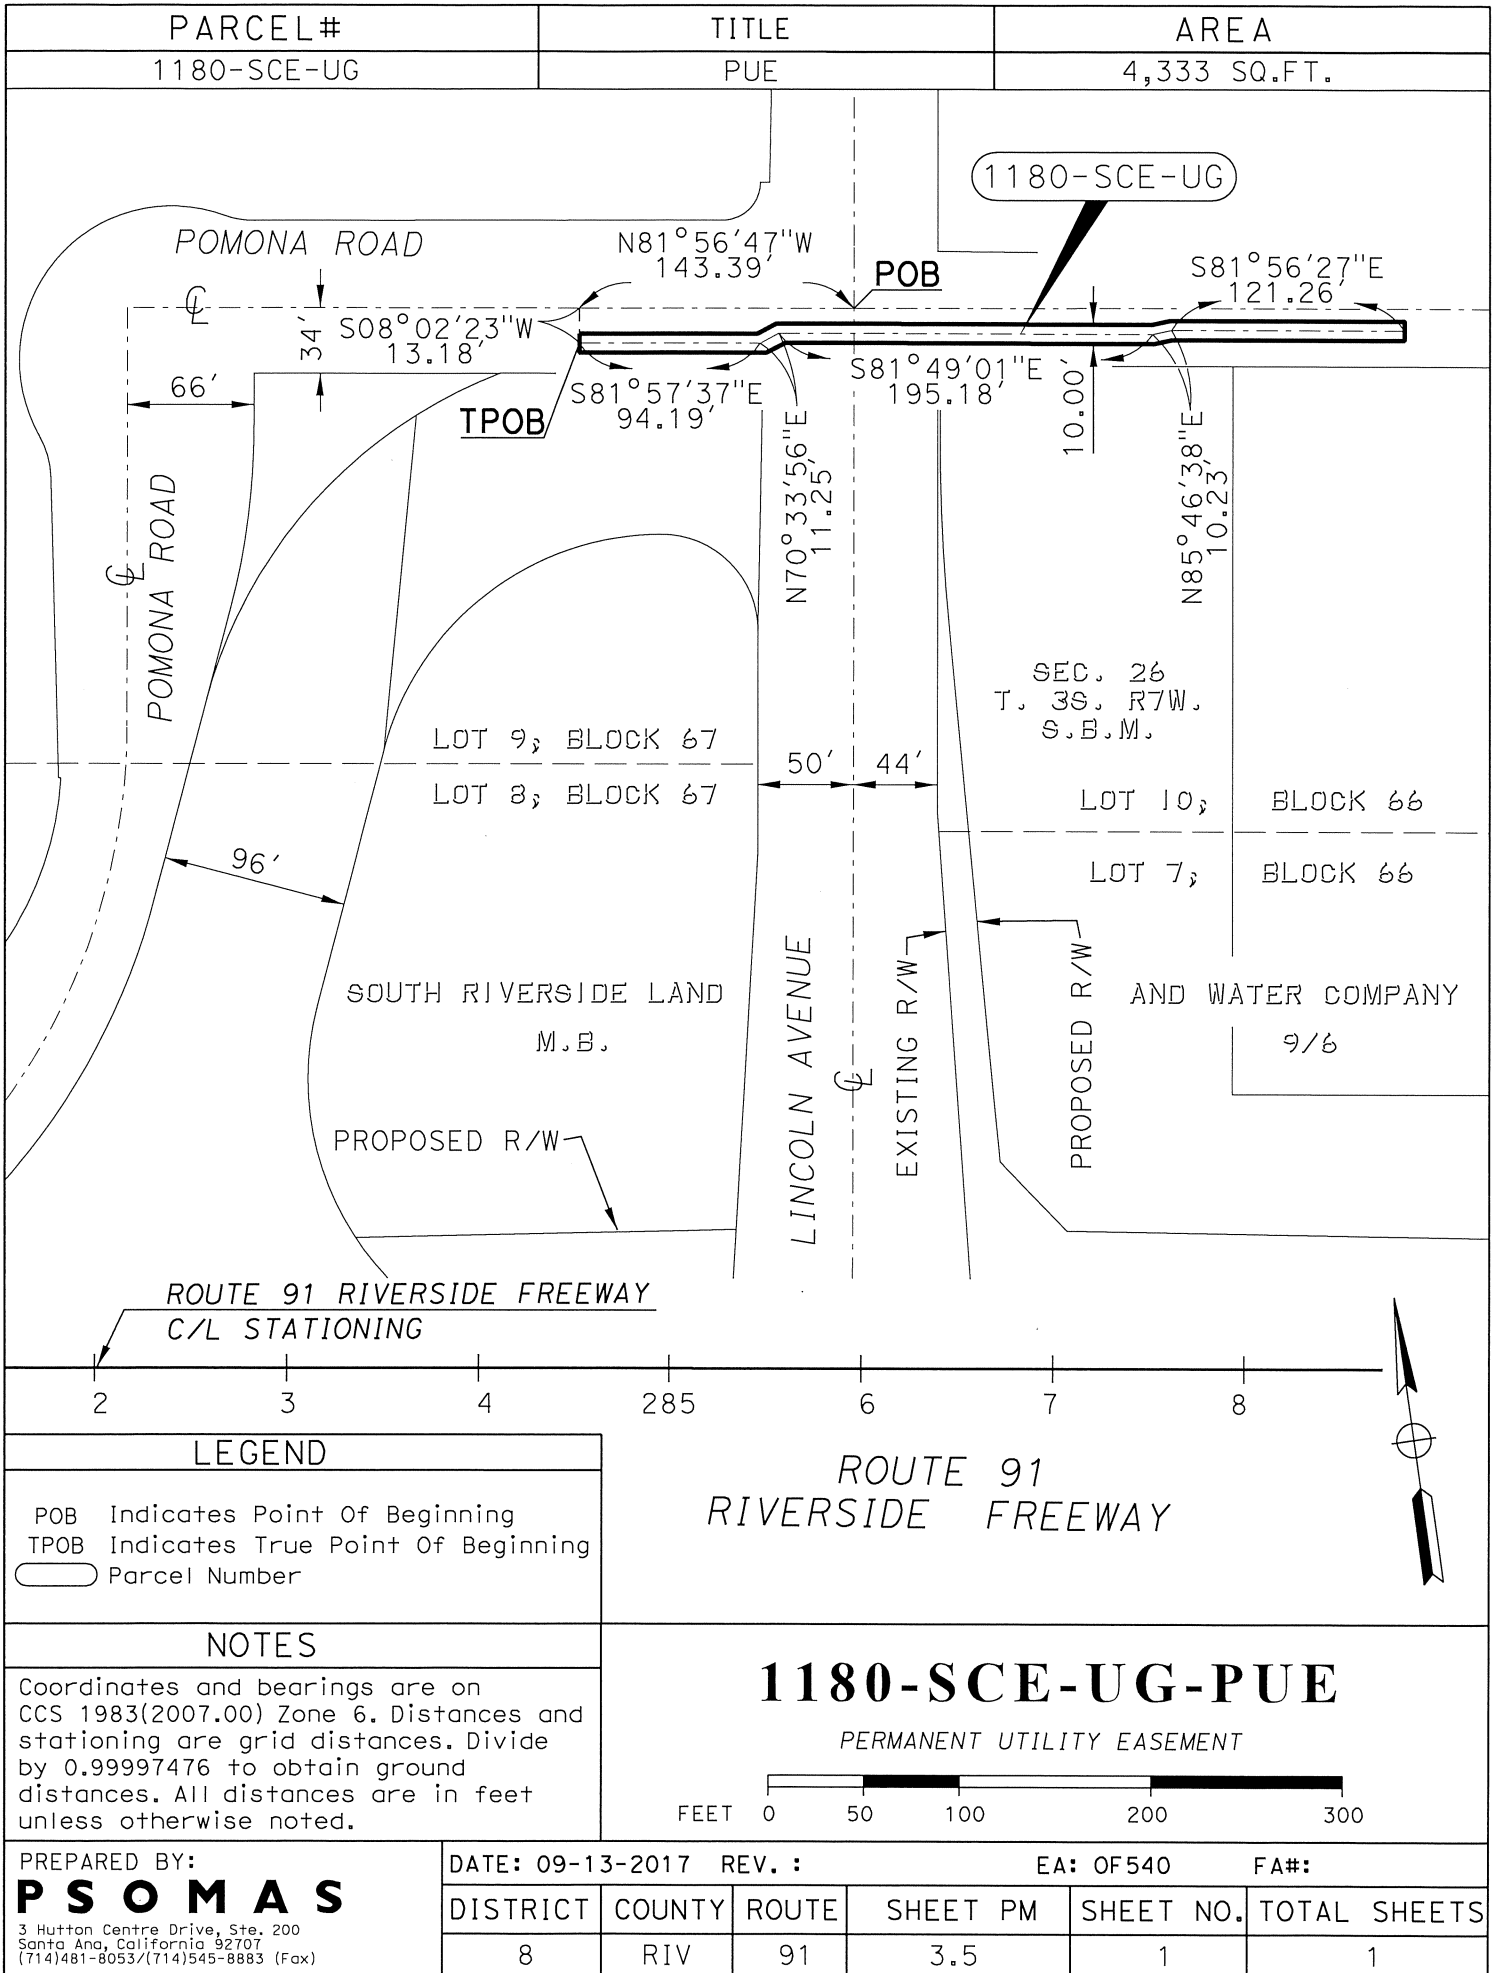 PARCEL# TITLE AREA
1180-SCE-UG PUE 4,333 SQ.FT.
1180-SCE-UG
POMONA ROAD
N81°56'47"W
143.39'
POB
S81°56'27"E
121.26'
℄
34'
S08°02'23"W
13.18'
66'
TPOB
S81°57'37"E
94.19'
S81°49'01"E
195.18'
10.00'
N70°33'56"E
11.25'
N85°46'38"E
10.23'
℄
POMONA ROAD
SEC. 26
T. 3S. R7W.
S.B.M.
LOT 9, BLOCK 67
LOT 8, BLOCK 67
50' 44'
LOT 10, BLOCK 66
LOT 7, BLOCK 66
96'
SOUTH RIVERSIDE LAND
M.B.
LINCOLN AVENUE
℄
EXISTING R/W
PROPOSED R/W
AND WATER COMPANY
9/6
PROPOSED R/W
ROUTE 91 RIVERSIDE FREEWAY
C/L STATIONING
2 3 4 285 6 7 8
ROUTE 91
RIVERSIDE FREEWAY
LEGEND
POB Indicates Point Of Beginning
TPOB Indicates True Point Of Beginning
Parcel Number
NOTES
Coordinates and bearings are on
CCS 1983(2007.00) Zone 6. Distances and
stationing are grid distances. Divide
by 0.99997476 to obtain ground
distances. All distances are in feet
unless otherwise noted.
1180-SCE-UG-PUE
PERMANENT UTILITY EASEMENT
FEET 0 50 100 200 300
PREPARED BY:
PSOMAS
3 Hutton Centre Drive, Ste. 200
Santa Ana, California 92707
(714)481-8053/(714)545-8883 (Fax)
DATE: 09-13-2017 REV. : EA: OF540 FA#:
DISTRICT COUNTY ROUTE SHEET PM SHEET NO. TOTAL SHEETS
8 RIV 91 3.5 1 1